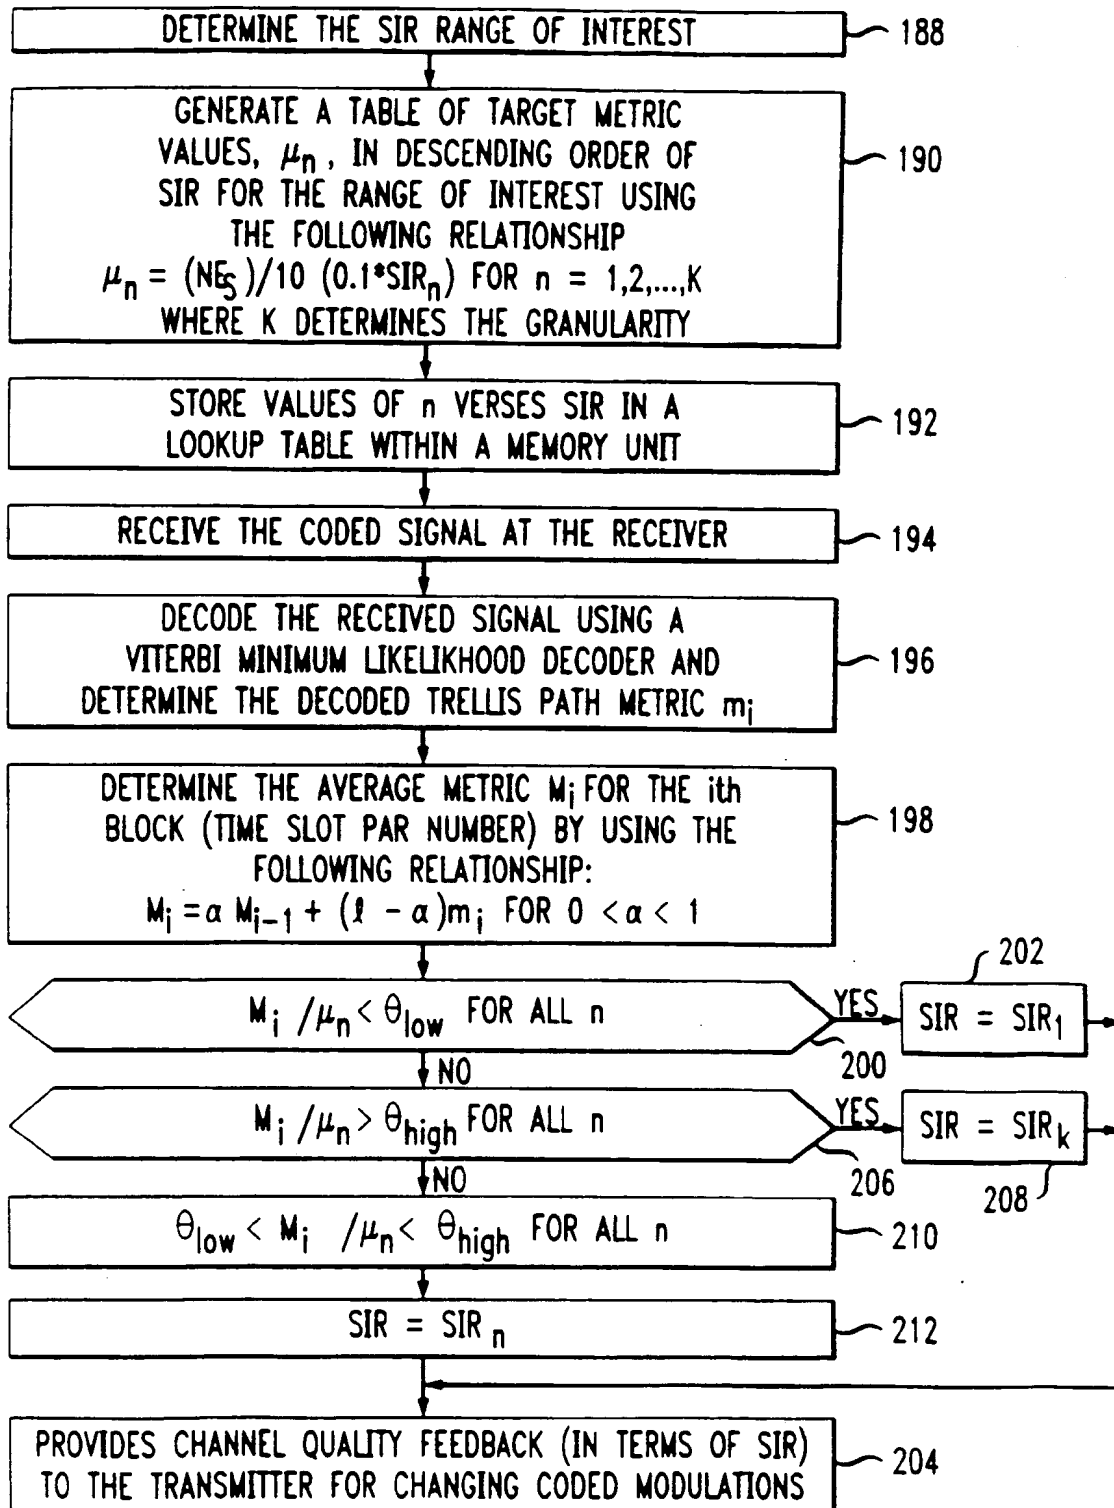 DETERMINE THE SIR RANGE OF INTEREST
188
GENERATE A TABLE OF TARGET METRIC
VALUES, μn, IN DESCENDING ORDER OF
SIR FOR THE RANGE OF INTEREST USING
THE FOLLOWING RELATIONSHIP
μn = (NES)/10 (0.1*SIRn) FOR n = 1,2,...,K
WHERE K DETERMINES THE GRANULARITY
190
STORE VALUES OF n VERSES SIR IN A
LOOKUP TABLE WITHIN A MEMORY UNIT
192
RECEIVE THE CODED SIGNAL AT THE RECEIVER
194
DECODE THE RECEIVED SIGNAL USING A
VITERBI MINIMUM LIKELIKHOOD DECODER AND
DETERMINE THE DECODED TRELLIS PATH METRIC mi
196
DETERMINE THE AVERAGE METRIC Mi FOR THE ith
BLOCK (TIME SLOT PAR NUMBER) BY USING THE
FOLLOWING RELATIONSHIP:
Mi = α Mi-1 + (ℓ - α)mi FOR 0 < α < 1
198
Mi /μn < θlow FOR ALL n
200
YES
SIR = SIR1
202
NO
Mi /μn > θhigh FOR ALL n
206
YES
SIR = SIRk
208
NO
θlow < Mi /μn < θhigh FOR ALL n
210
SIR = SIR n
212
PROVIDES CHANNEL QUALITY FEEDBACK (IN TERMS OF SIR)
TO THE TRANSMITTER FOR CHANGING CODED MODULATIONS
204